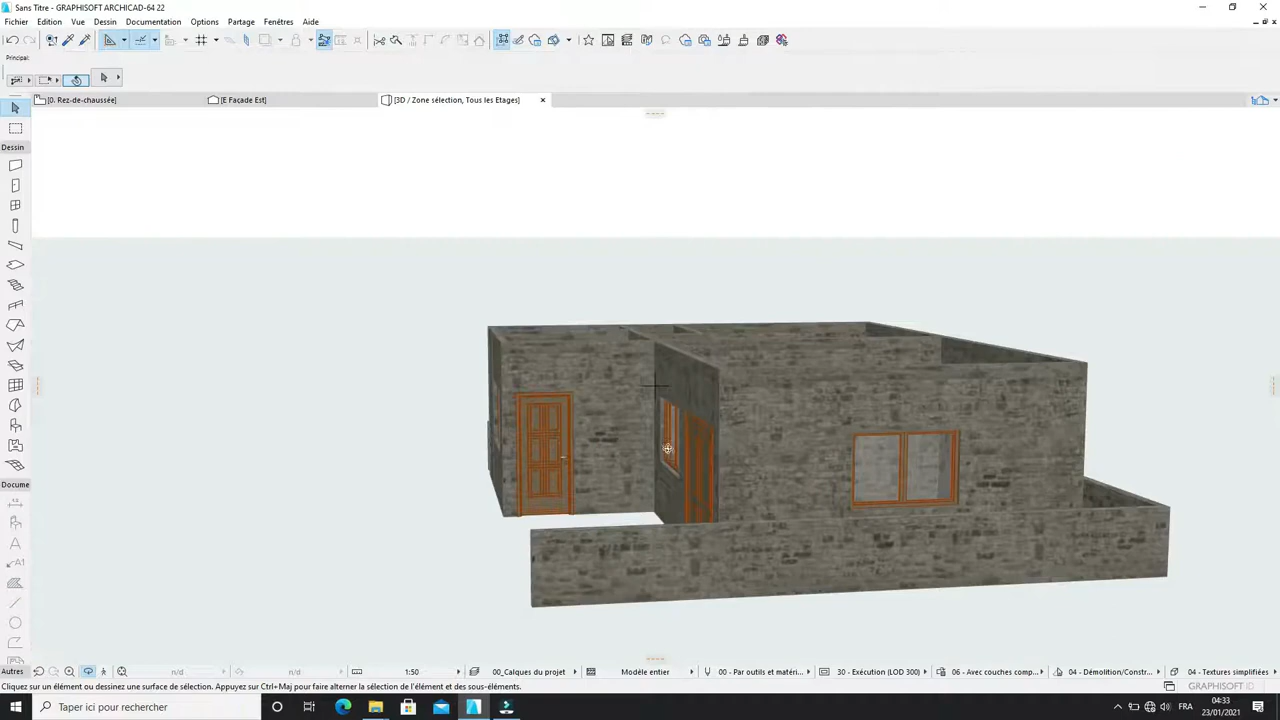 Sans Titre - GRAPHISOFT ARCHICAD-64 22
Fichier Edition Vue Dessin Documentation Options Partage Fenêtres Aide
Principal:
[0. Rez-de-chaussée] [E Façade Est] [3D / Zone sélection, Tous les Etages]
Dessin
Docume
A
A1
Autres n/d n/d 1:50 00_Calques du projet Modèle entier 00 - Par outils et matéri... 30 - Exécution (LOD 300) 06 - Avec couches comp... 04 - Démolition/Constr... 04 - Textures simplifiées
Cliquez sur un élément ou dessinez une surface de sélection. Appuyez sur Ctrl+Maj pour faire alterner la sélection de l'élément et des sous-éléments.
GRAPHISOFT ID
Taper ici pour rechercher
FRA
04:33
23/01/2021